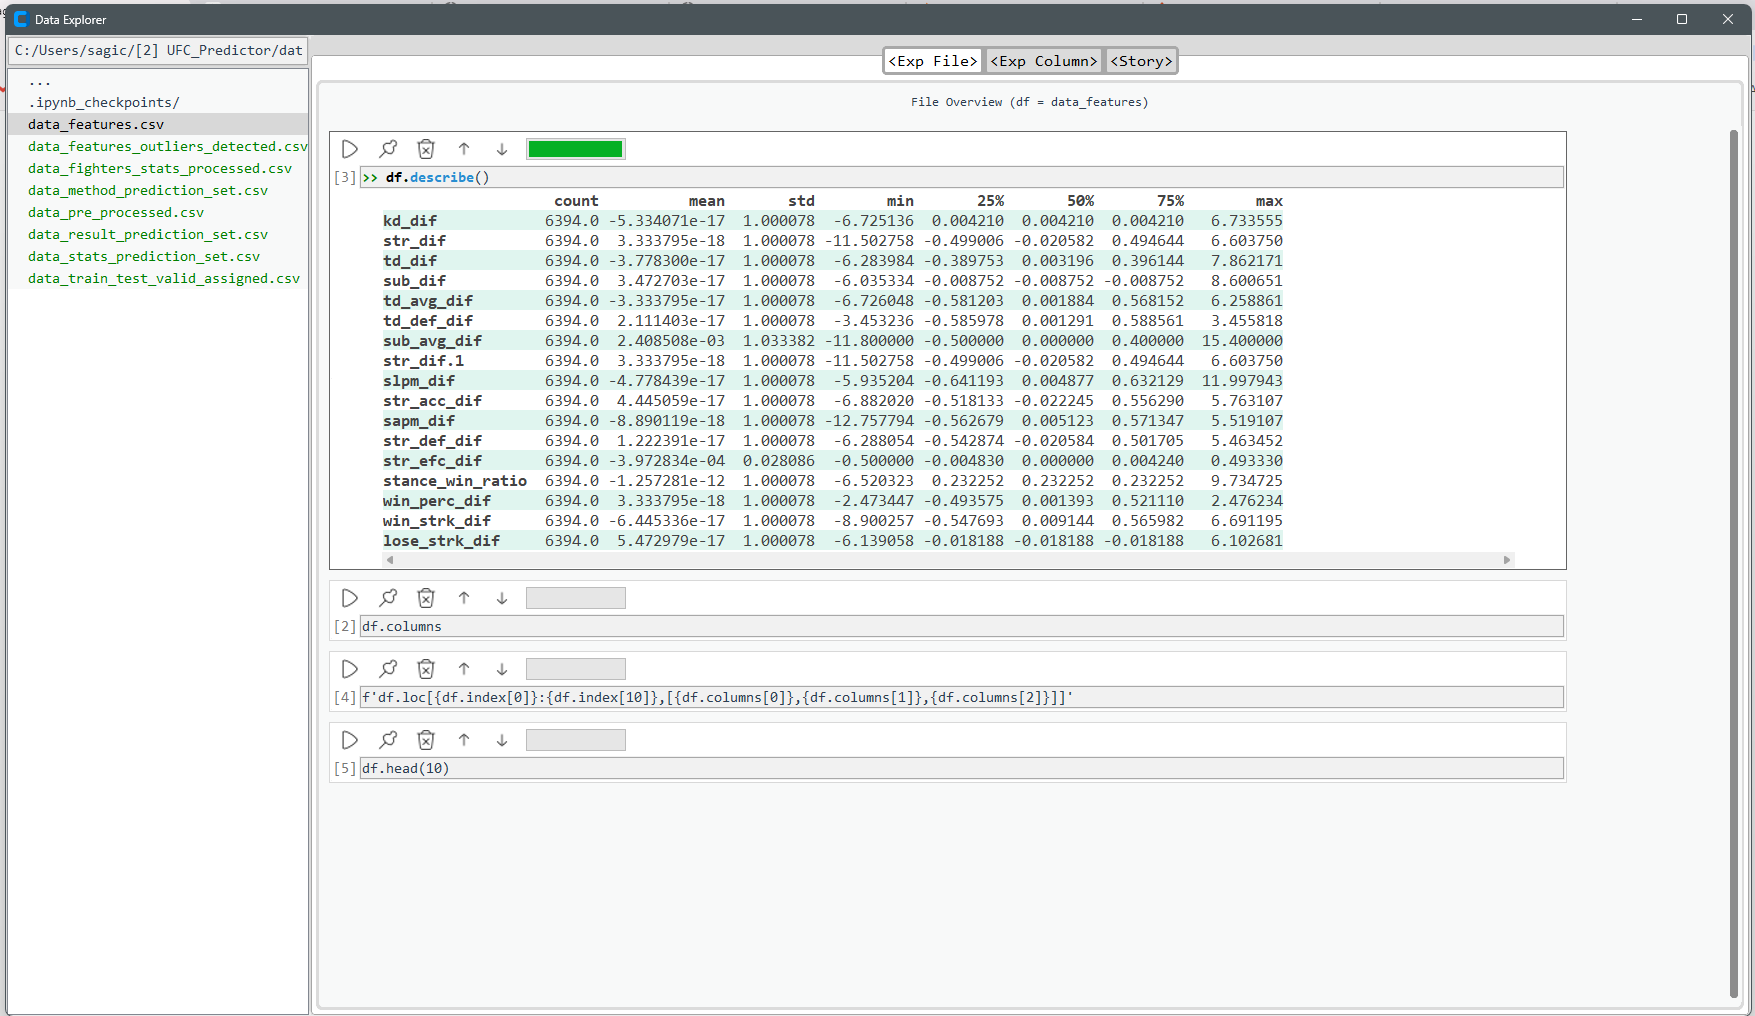 Data Explorer
C:/Users/sagic/[2] UFC_Predictor/dat
...
.ipynb_checkpoints/
data_features.csv
data_features_outliers_detected.csv
data_fighters_stats_processed.csv
data_method_prediction_set.csv
data_pre_processed.csv
data_result_prediction_set.csv
data_stats_prediction_set.csv
data_train_test_valid_assigned.csv
<Exp File> <Exp Column> <Story>
File Overview (df = data_features)
[3] >> df.describe()
count mean std min 25% 50% 75% max
kd_dif 6394.0 -5.334071e-17 1.000078 -6.725136 0.004210 0.004210 0.004210 6.733555
str_dif 6394.0 3.333795e-18 1.000078 -11.502758 -0.499006 -0.020582 0.494644 6.603750
td_dif 6394.0 -3.778300e-17 1.000078 -6.283984 -0.389753 0.003196 0.396144 7.862171
sub_dif 6394.0 3.472703e-17 1.000078 -6.035334 -0.008752 -0.008752 -0.008752 8.600651
td_avg_dif 6394.0 -3.333795e-17 1.000078 -6.726048 -0.581203 0.001884 0.568152 6.258861
td_def_dif 6394.0 2.111403e-17 1.000078 -3.453236 -0.585978 0.001291 0.588561 3.455818
sub_avg_dif 6394.0 2.408508e-03 1.033382 -11.800000 -0.500000 0.000000 0.400000 15.400000
str_dif.1 6394.0 3.333795e-18 1.000078 -11.502758 -0.499006 -0.020582 0.494644 6.603750
slpm_dif 6394.0 -4.778439e-17 1.000078 -5.935204 -0.641193 0.004877 0.632129 11.997943
str_acc_dif 6394.0 4.445059e-17 1.000078 -6.882020 -0.518133 -0.022245 0.556290 5.763107
sapm_dif 6394.0 -8.890119e-18 1.000078 -12.757794 -0.562679 0.005123 0.571347 5.519107
str_def_dif 6394.0 1.222391e-17 1.000078 -6.288054 -0.542874 -0.020584 0.501705 5.463452
str_efc_dif 6394.0 -3.972834e-04 0.028086 -0.500000 -0.004830 0.000000 0.004240 0.493330
stance_win_ratio 6394.0 -1.257281e-12 1.000078 -6.520323 0.232252 0.232252 0.232252 9.734725
win_perc_dif 6394.0 3.333795e-18 1.000078 -2.473447 -0.493575 0.001393 0.521110 2.476234
win_strk_dif 6394.0 -6.445336e-17 1.000078 -8.900257 -0.547693 0.009144 0.565982 6.691195
lose_strk_dif 6394.0 5.472979e-17 1.000078 -6.139058 -0.018188 -0.018188 -0.018188 6.102681
[2] df.columns
[4] f'df.loc[{df.index[0]}:{df.index[10]},[{df.columns[0]},{df.columns[1]},{df.columns[2]}]]'
[5] df.head(10)